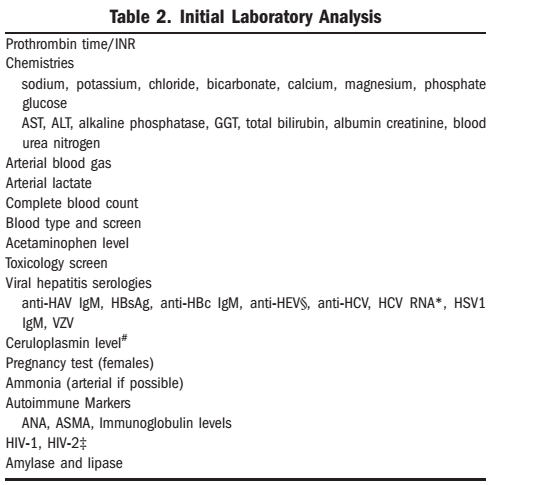 Table 2. Initial Laboratory Analysis
Prothrombin time/INR
Chemistries
sodium, potassium, chloride, bicarbonate, calcium, magnesium, phosphate
glucose
AST, ALT, alkaline phosphatase, GGT, total bilirubin, albumin creatinine, blood
urea nitrogen
Arterial blood gas
Arterial lactate
Complete blood count
Blood type and screen
Acetaminophen level
Toxicology screen
Viral hepatitis serologies
anti-HAV IgM, HBsAg, anti-HBc IgM, anti-HEV§, anti-HCV, HCV RNA*, HSV1
IgM, VZV
Ceruloplasmin level#
Pregnancy test (females)
Ammonia (arterial if possible)
Autoimmune Markers
ANA, ASMA, Immunoglobulin levels
HIV-1, HIV-2‡
Amylase and lipase